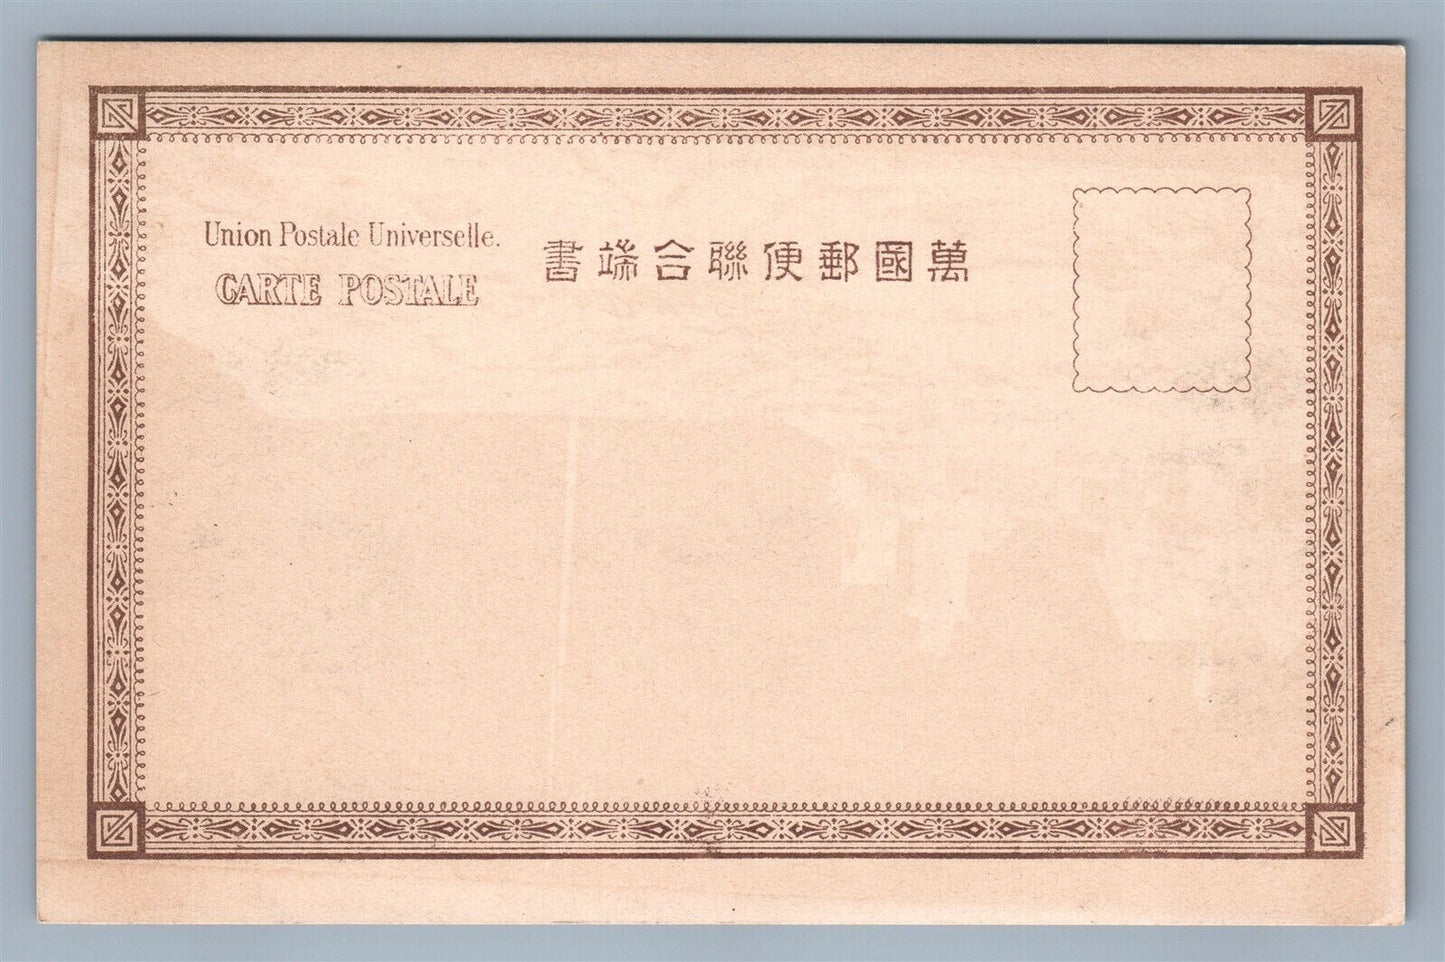 Union Postale Universelle.
CARTE POSTALE
萬國郵便聯合端書